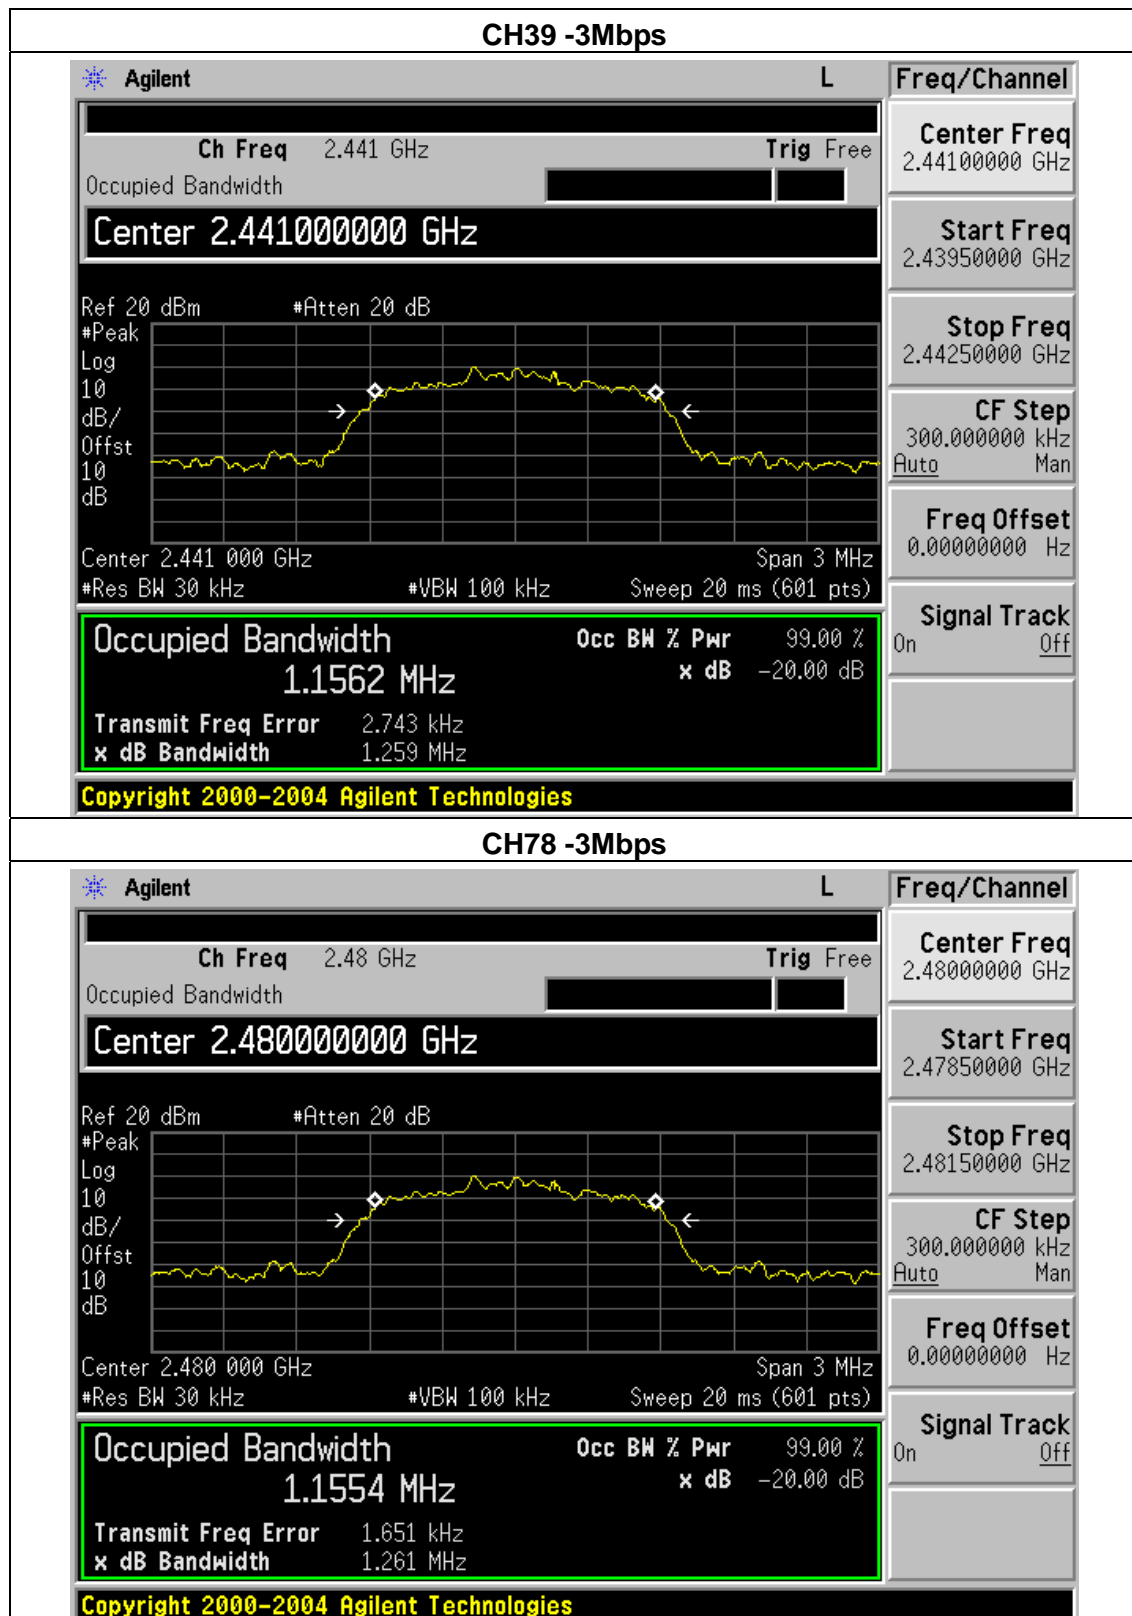 CH39 -3Mbps
Agilent L Freq/Channel
Ch Freq 2.441 GHz Trig Free
Occupied Bandwidth
Center 2.441000000 GHz
Center Freq
2.44100000 GHz
Start Freq
2.43950000 GHz
Stop Freq
2.44250000 GHz
CF Step
300.000000 kHz
Auto Man
Freq Offset
0.00000000 Hz
Signal Track
On Off
Ref 20 dBm #Atten 20 dB
#Peak
Log
10
dB/
Offst
10
dB
Center 2.441 000 GHz Span 3 MHz
#Res BW 30 kHz #VBW 100 kHz Sweep 20 ms (601 pts)
Occupied Bandwidth Occ BW % Pwr 99.00 %
1.1562 MHz x dB -20.00 dB
Transmit Freq Error 2.743 kHz
x dB Bandwidth 1.259 MHz
Copyright 2000-2004 Agilent Technologies
CH78 -3Mbps
Agilent L Freq/Channel
Ch Freq 2.48 GHz Trig Free
Occupied Bandwidth
Center 2.480000000 GHz
Center Freq
2.48000000 GHz
Start Freq
2.47850000 GHz
Stop Freq
2.48150000 GHz
CF Step
300.000000 kHz
Auto Man
Freq Offset
0.00000000 Hz
Signal Track
On Off
Ref 20 dBm #Atten 20 dB
#Peak
Log
10
dB/
Offst
10
dB
Center 2.480 000 GHz Span 3 MHz
#Res BW 30 kHz #VBW 100 kHz Sweep 20 ms (601 pts)
Occupied Bandwidth Occ BW % Pwr 99.00 %
1.1554 MHz x dB -20.00 dB
Transmit Freq Error 1.651 kHz
x dB Bandwidth 1.261 MHz
Copyright 2000-2004 Agilent Technologies